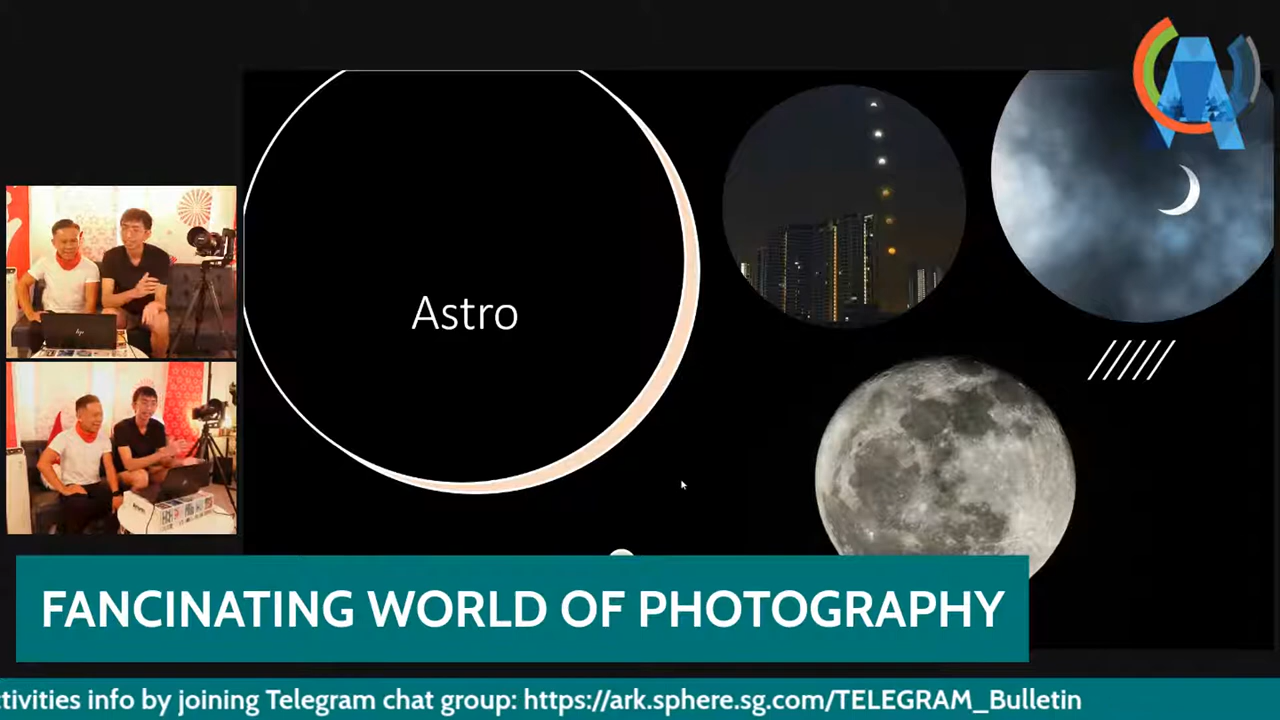 Astro
FANCINATING WORLD OF PHOTOGRAPHY
ctivities info by joining Telegram chat group: https://ark.sphere.sg.com/TELEGRAM_Bulletin